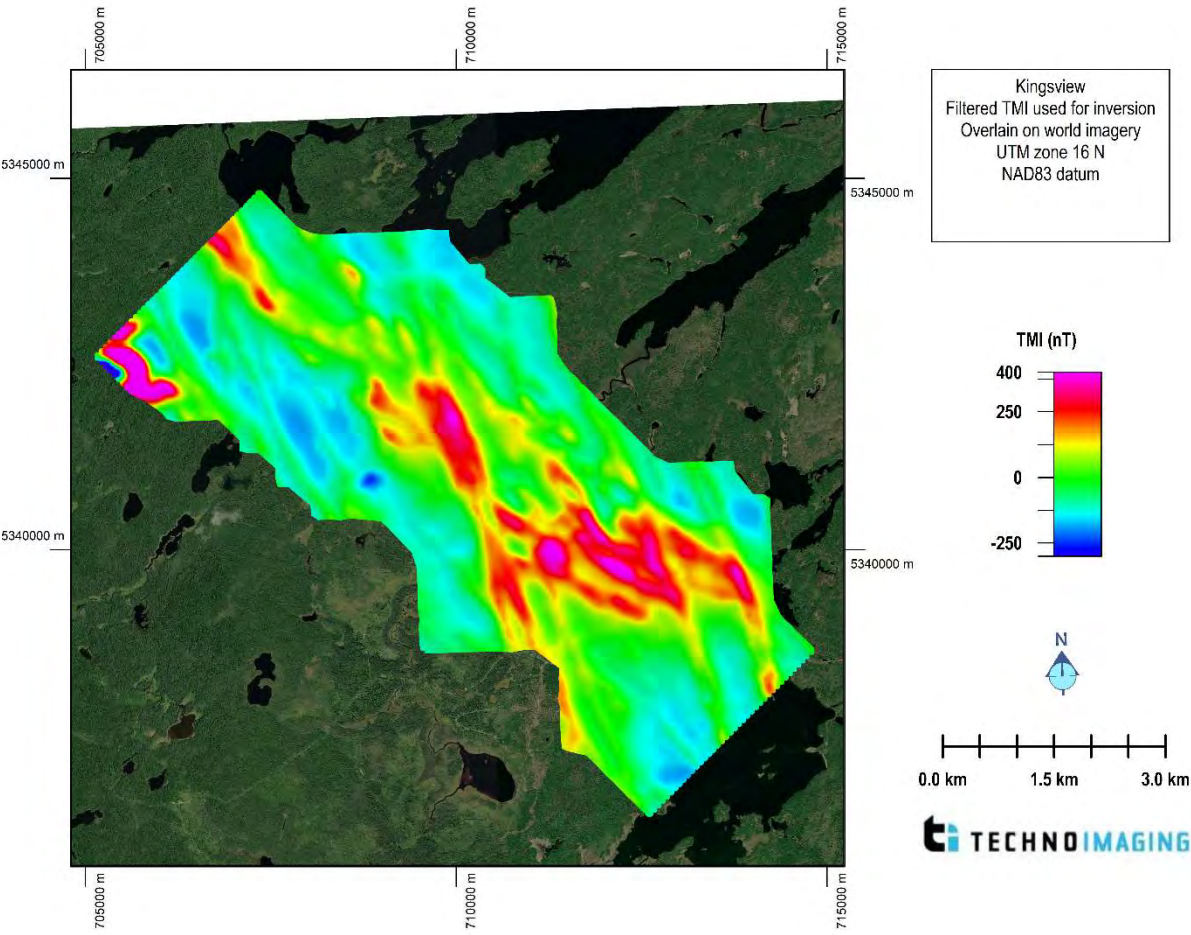 705000 m
710000 m
715000 m
5345000 m
5345000 m
5340000 m
5340000 m
705000 m
710000 m
715000 m
Kingsview
Filtered TMI used for inversion
Overlain on world imagery
UTM zone 16 N
NAD83 datum
TMI (nT)
400
250
0
-250
N
0.0 km 1.5 km 3.0 km
ti TECHNOIMAGING